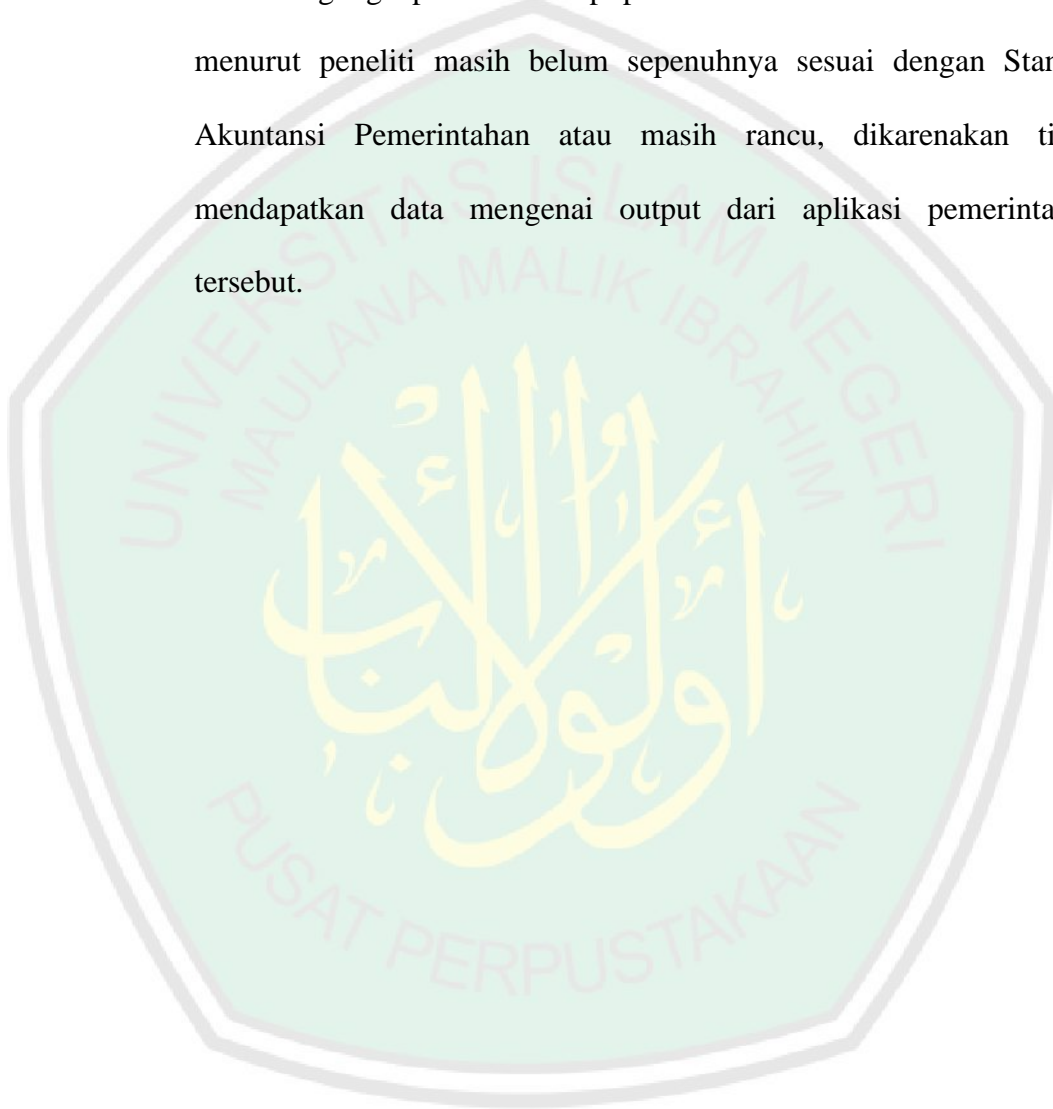 menurut peneliti masih belum sepenuhnya sesuai dengan Star
Akuntansi Pemerintahan atau masih rancu, dikarenakan ti
mendapatkan data mengenai output dari aplikasi pemerinta
tersebut.
UNIVERSITAS ISLAM NEGERI
MAULANA MALIK IBRAHIM
أولوا الألباب
PUSAT PERPUSTAKAAN